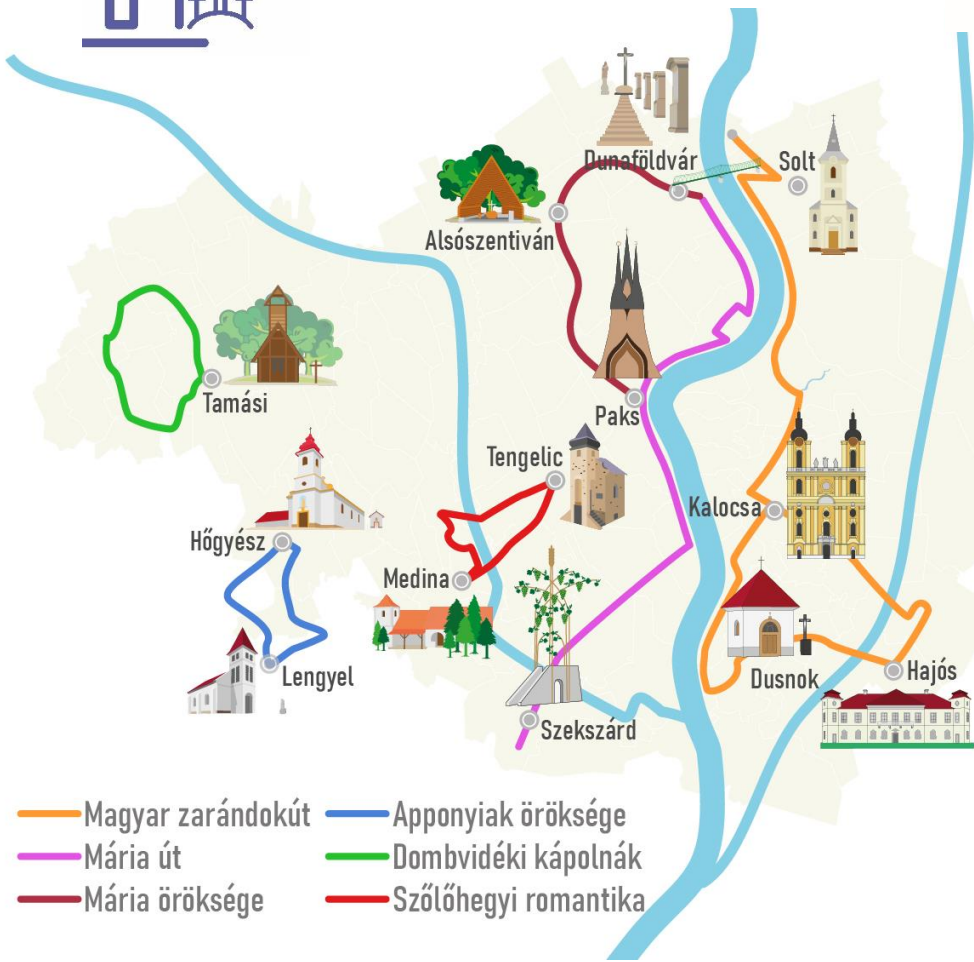 Dunaföldvár
Solt
Alsószentiván
Tamási
Paks
Tengelic
Kalocsa
Hőgyész
Medina
Lengyel
Dusnok
Hajós
Szekszárd
Magyar zarándokút
Apponyiak öröksége
Mária út
Dombvidéki kápolnák
Mária öröksége
Szőlőhegyi romantika